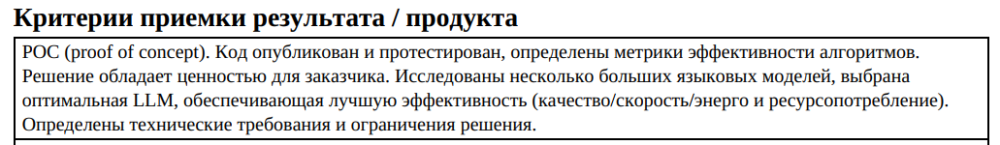 Критерии приемки результата / продукта
POC (proof of concept). Код опубликован и протестирован, определены метрики эффективности алгоритмов.
Решение обладает ценностью для заказчика. Исследованы несколько больших языковых моделей, выбрана
оптимальная LLM, обеспечивающая лучшую эффективность (качество/скорость/энерго и ресурсопотребление).
Определены технические требования и ограничения решения.